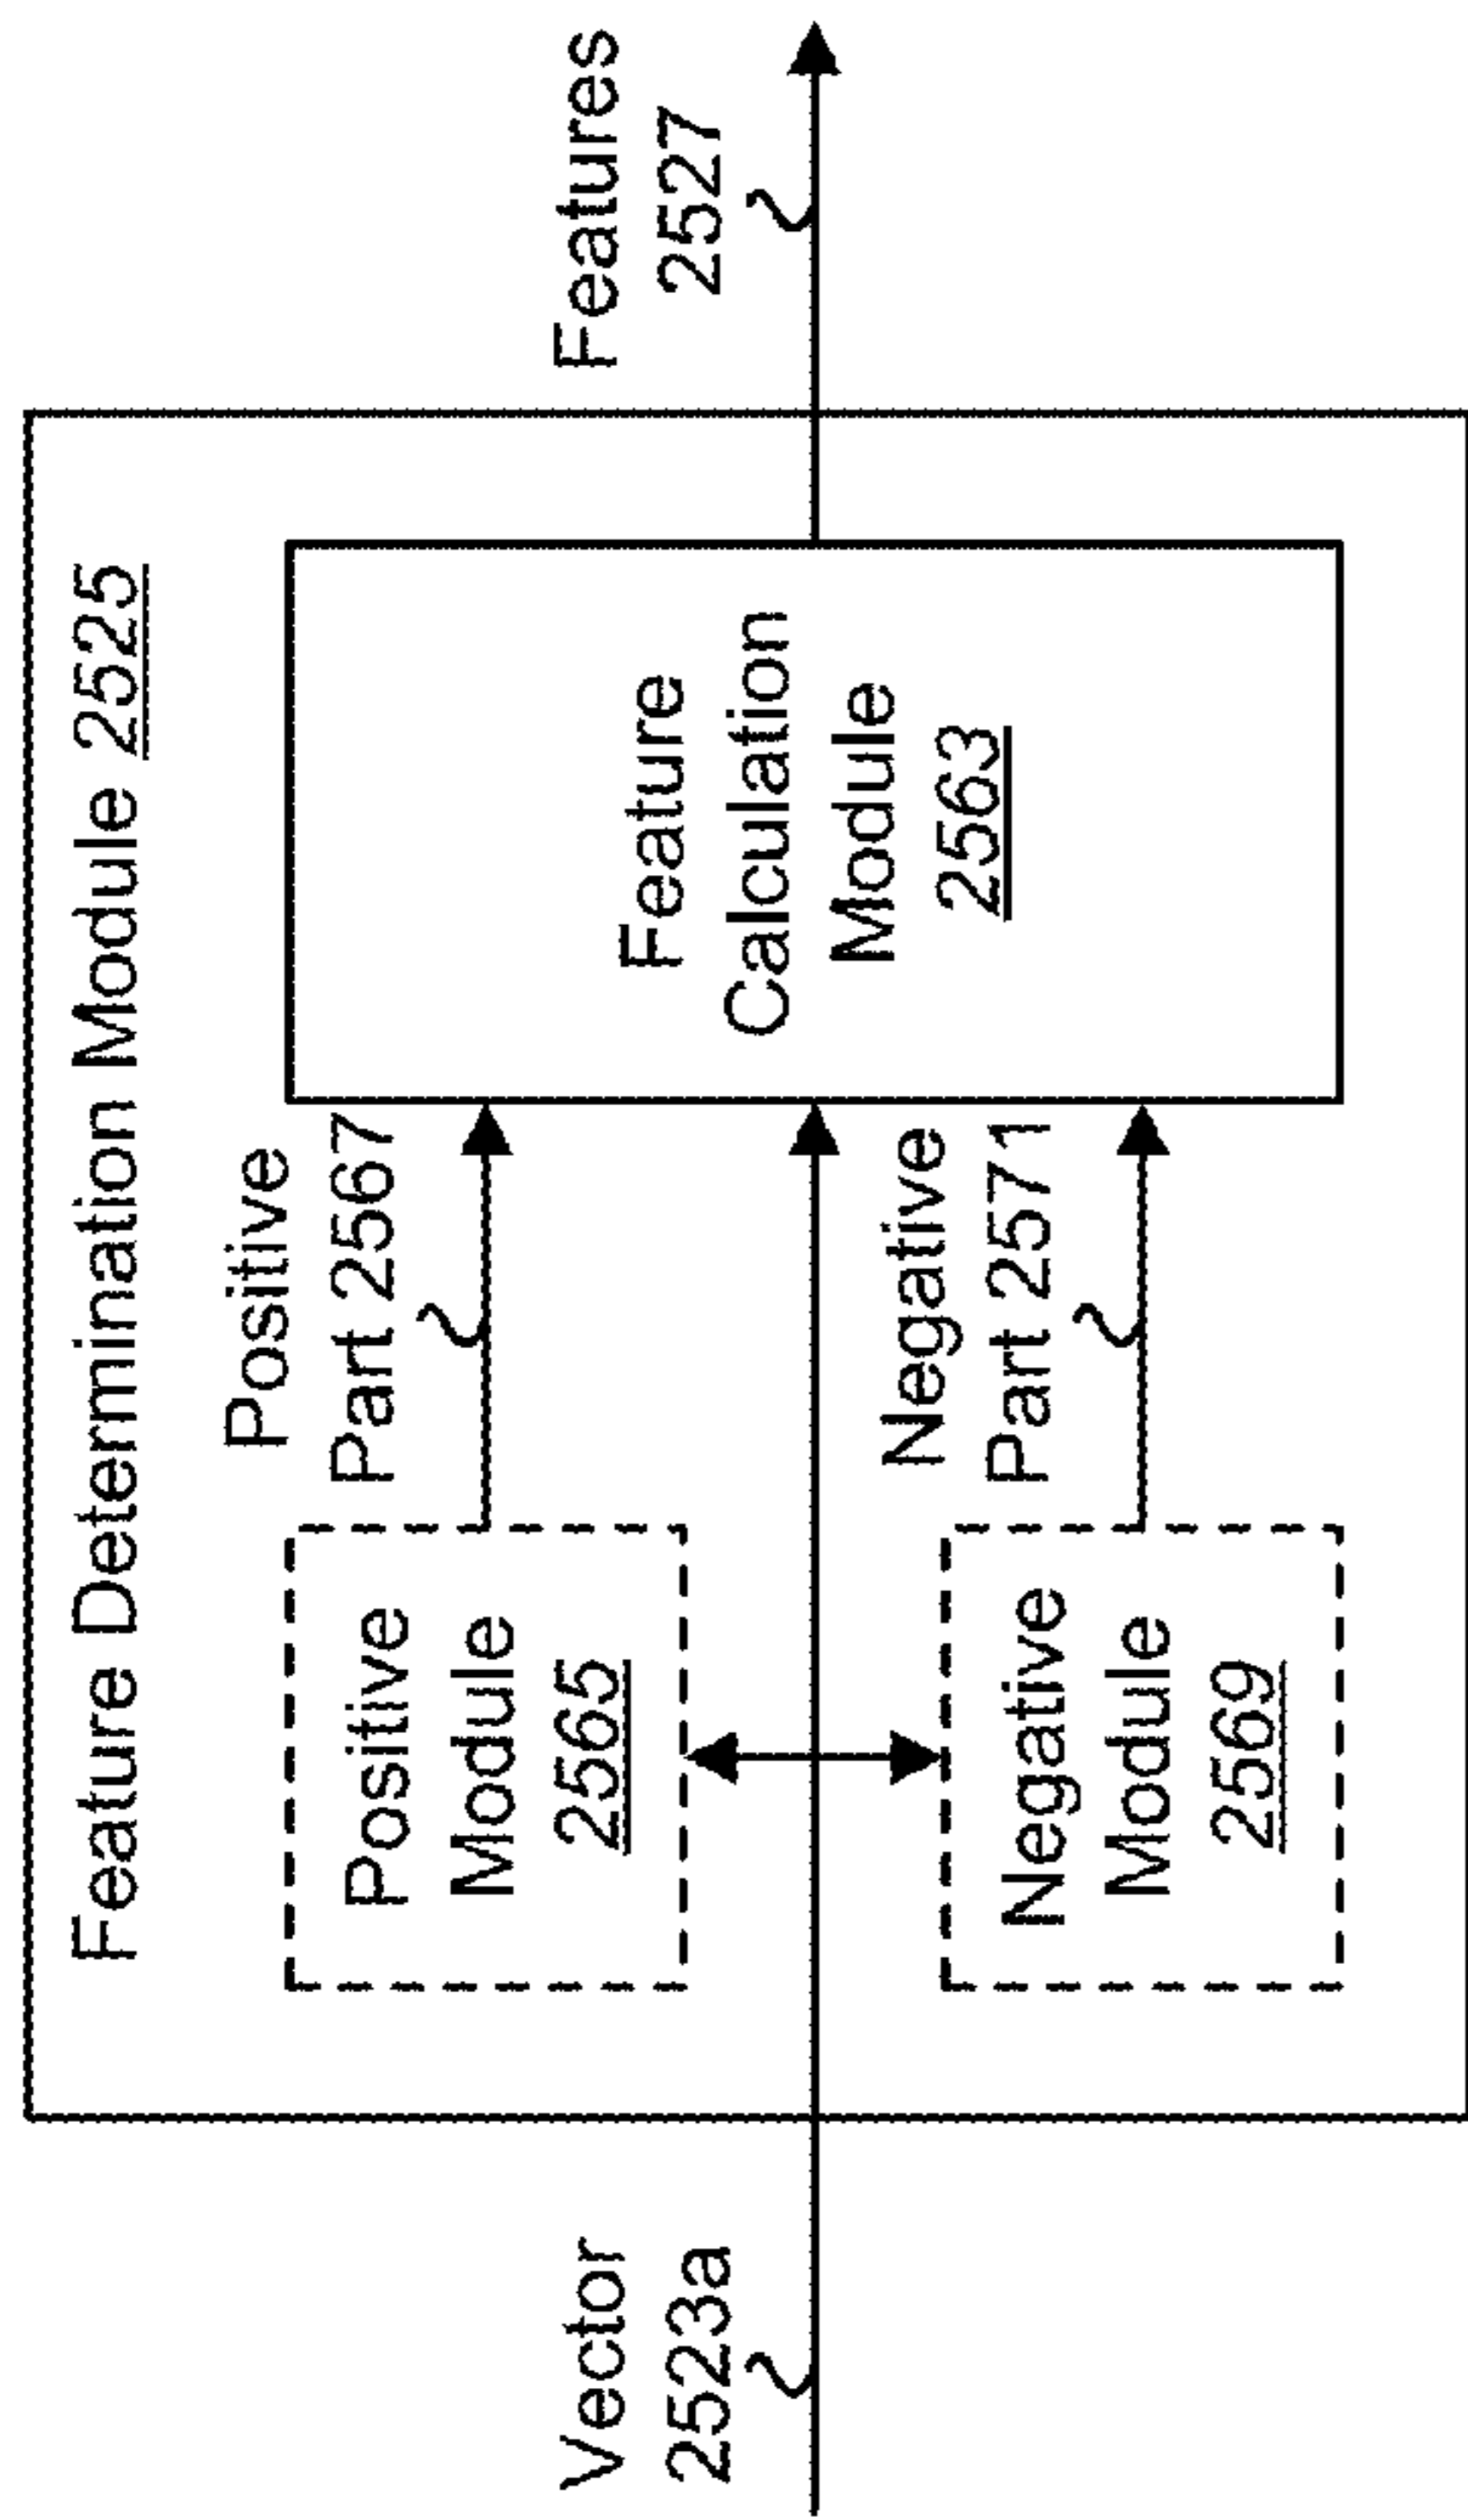 Feature Determination Module 2525
Vector
2523a
Positive
Module
2565
Positive
Part 2567
Negative
Module
2569
Negative
Part 2571
Feature
Calculation
Module
2563
Features
2527